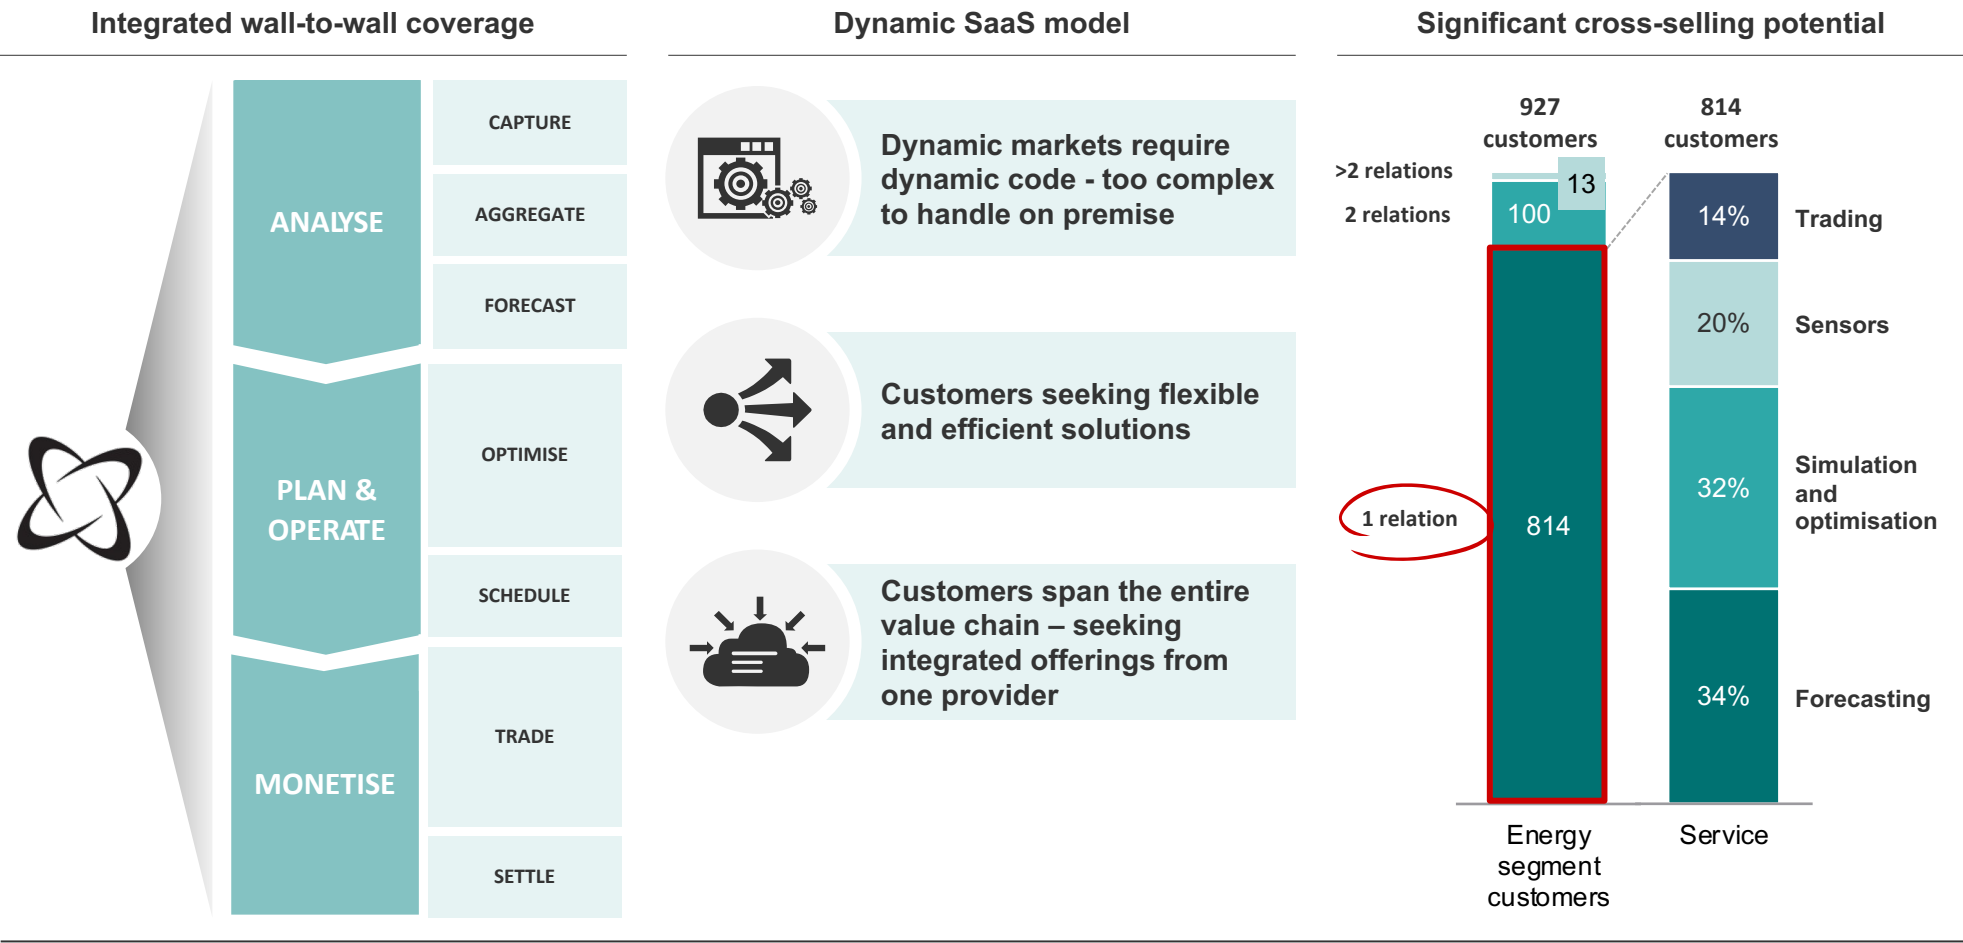 Integrated wall-to-wall coverage
ANALYSE
CAPTURE
AGGREGATE
FORECAST
PLAN &
OPERATE
OPTIMISE
SCHEDULE
MONETISE
TRADE
SETTLE
Dynamic SaaS model
Dynamic markets require
dynamic code - too complex
to handle on premise
Customers seeking flexible
and efficient solutions
Customers span the entire
value chain – seeking
integrated offerings from
one provider
Significant cross-selling potential
927
customers
814
customers
>2 relations
13
2 relations
100
1 relation
814
14%
Trading
20%
Sensors
32%
Simulation
and
optimisation
34%
Forecasting
Energy
segment
customers
Service